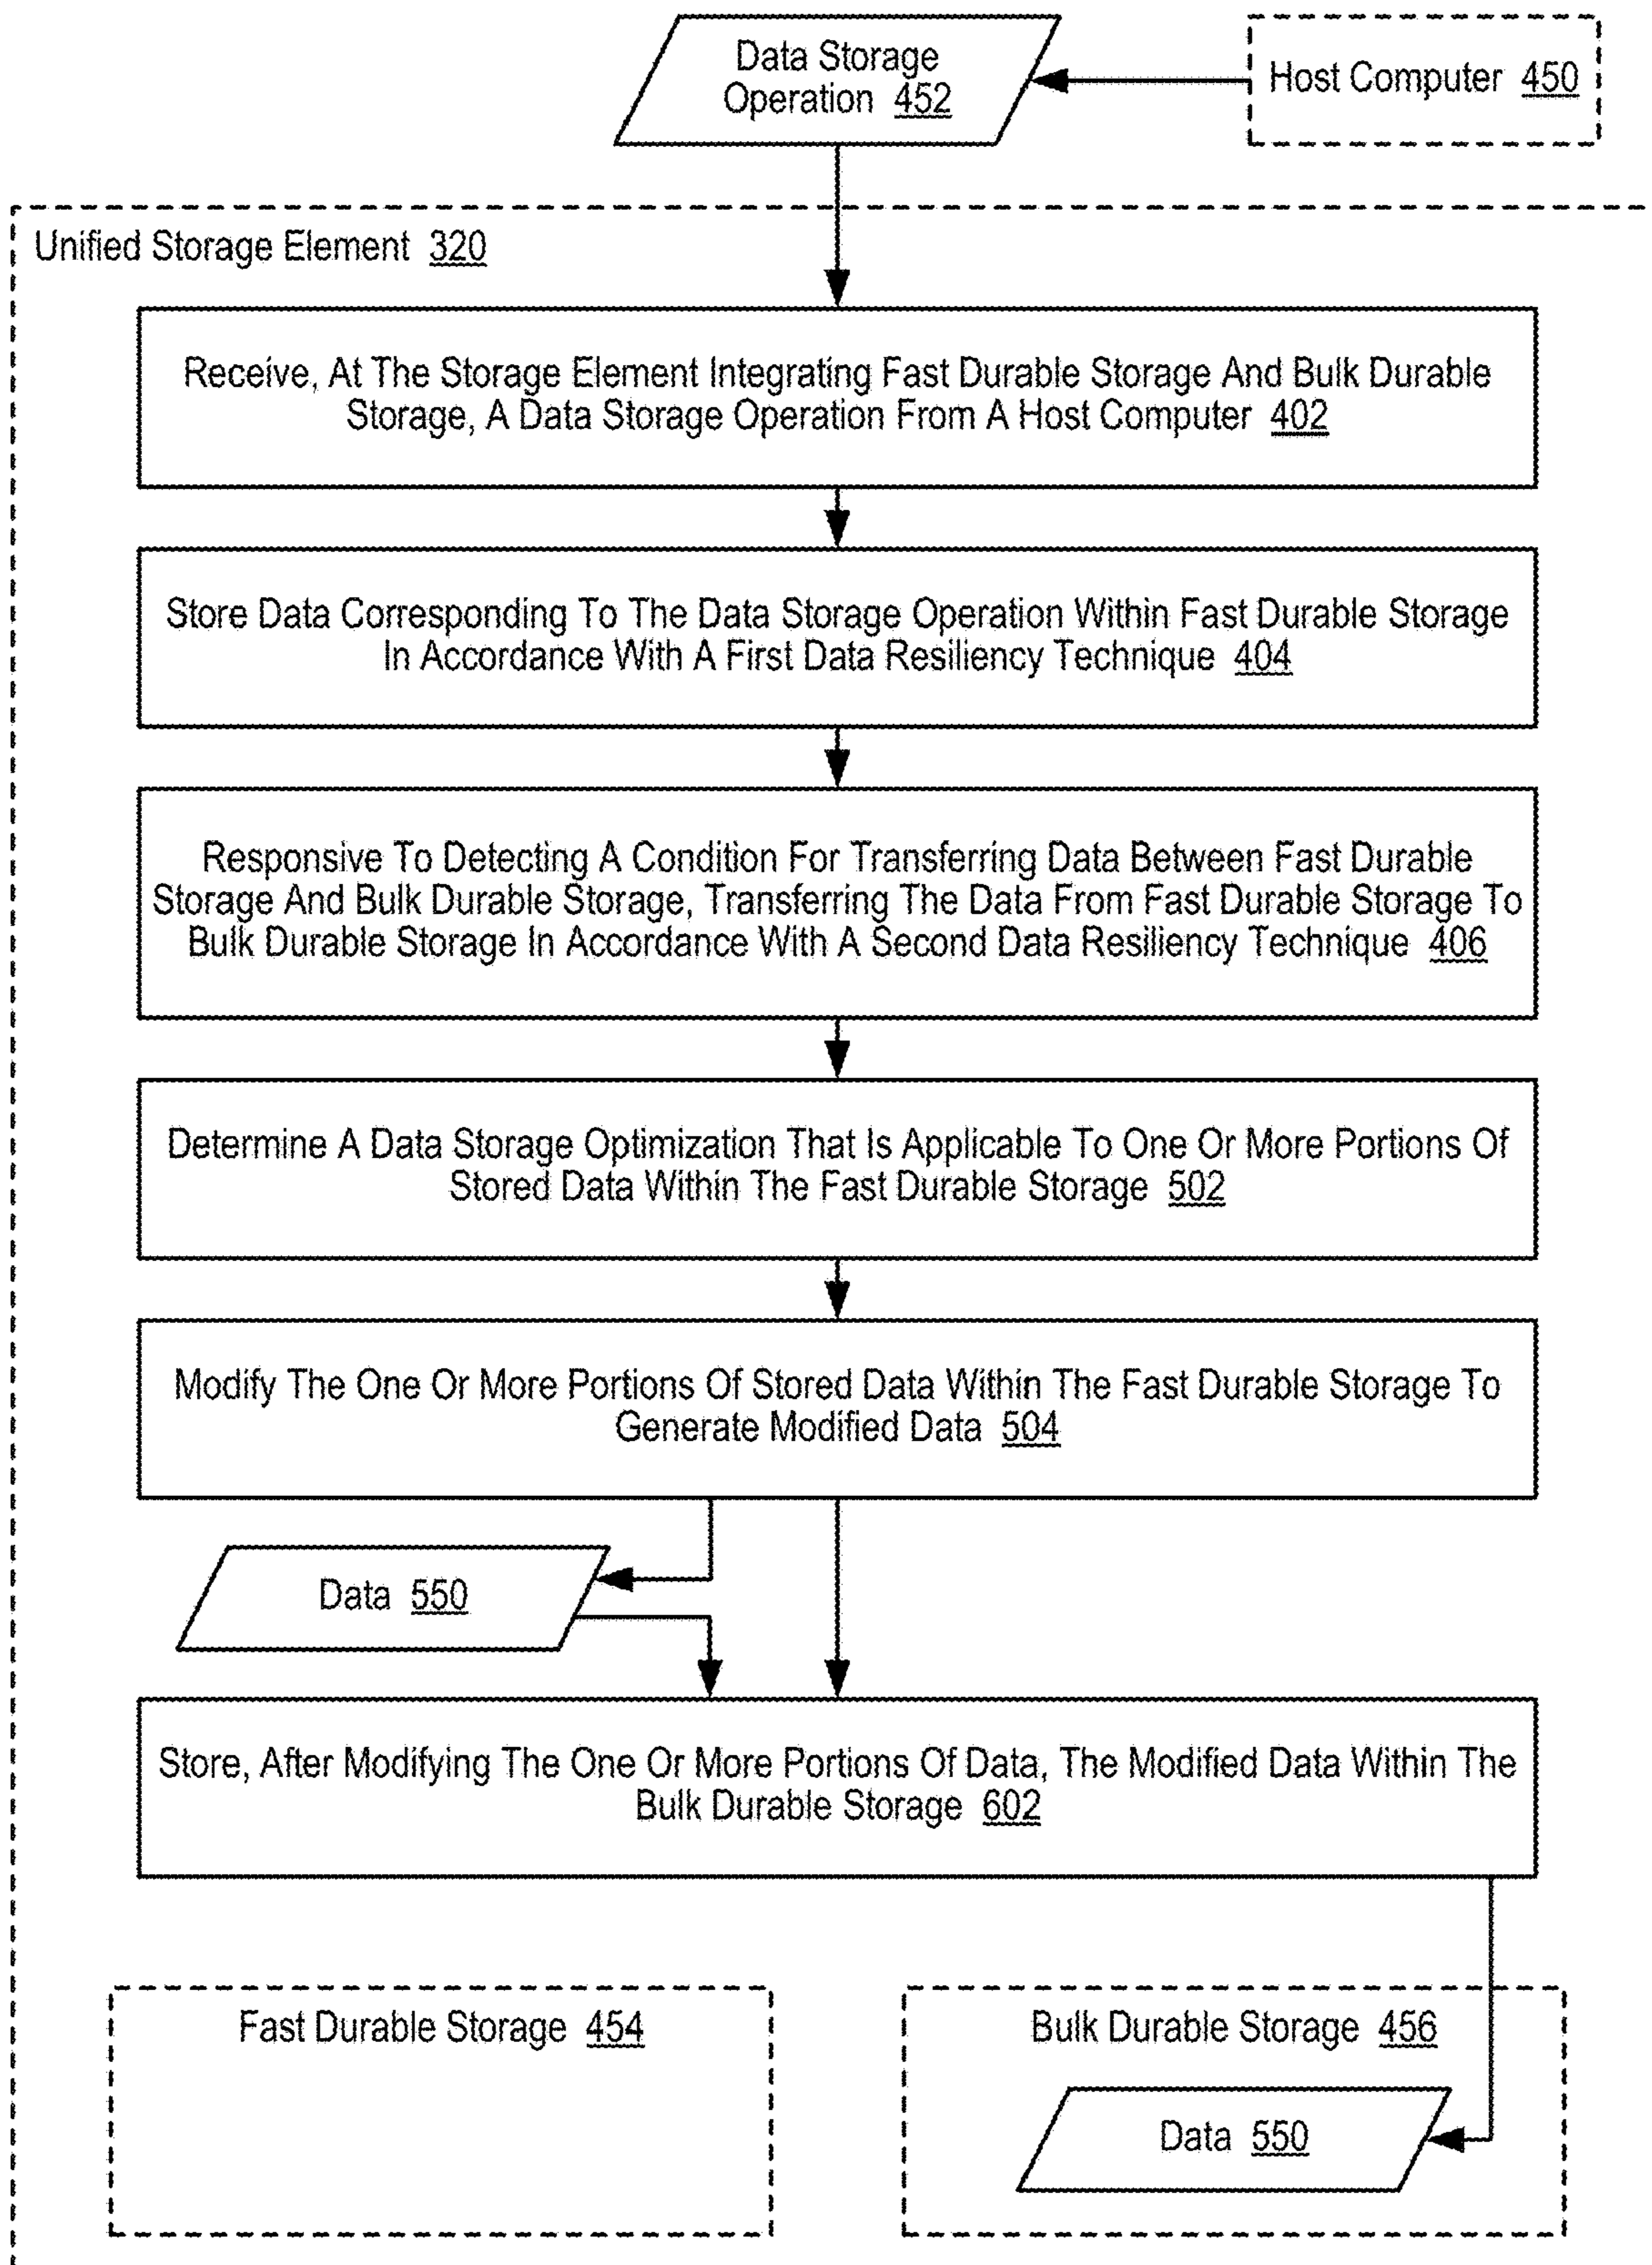 Data Storage
Operation 452
Host Computer 450
Unified Storage Element 320
Receive, At The Storage Element Integrating Fast Durable Storage And Bulk Durable
Storage, A Data Storage Operation From A Host Computer 402
Store Data Corresponding To The Data Storage Operation Within Fast Durable Storage
In Accordance With A First Data Resiliency Technique 404
Responsive To Detecting A Condition For Transferring Data Between Fast Durable
Storage And Bulk Durable Storage, Transferring The Data From Fast Durable Storage To
Bulk Durable Storage In Accordance With A Second Data Resiliency Technique 406
Determine A Data Storage Optimization That Is Applicable To One Or More Portions Of
Stored Data Within The Fast Durable Storage 502
Modify The One Or More Portions Of Stored Data Within The Fast Durable Storage To
Generate Modified Data 504
Data 550
Store, After Modifying The One Or More Portions Of Data, The Modified Data Within The
Bulk Durable Storage 602
Fast Durable Storage 454
Bulk Durable Storage 456
Data 550